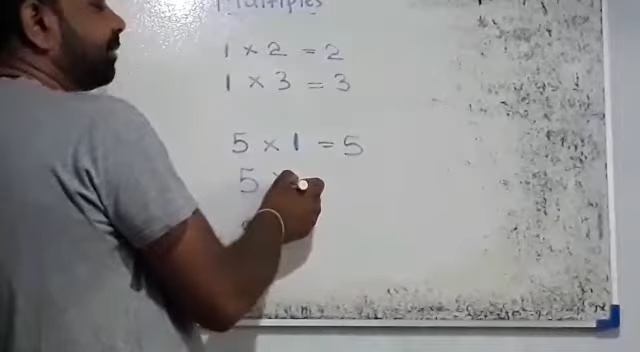 Multiples
1 × 2 = 2
1 × 3 = 3
5 × 1 = 5
5 ×